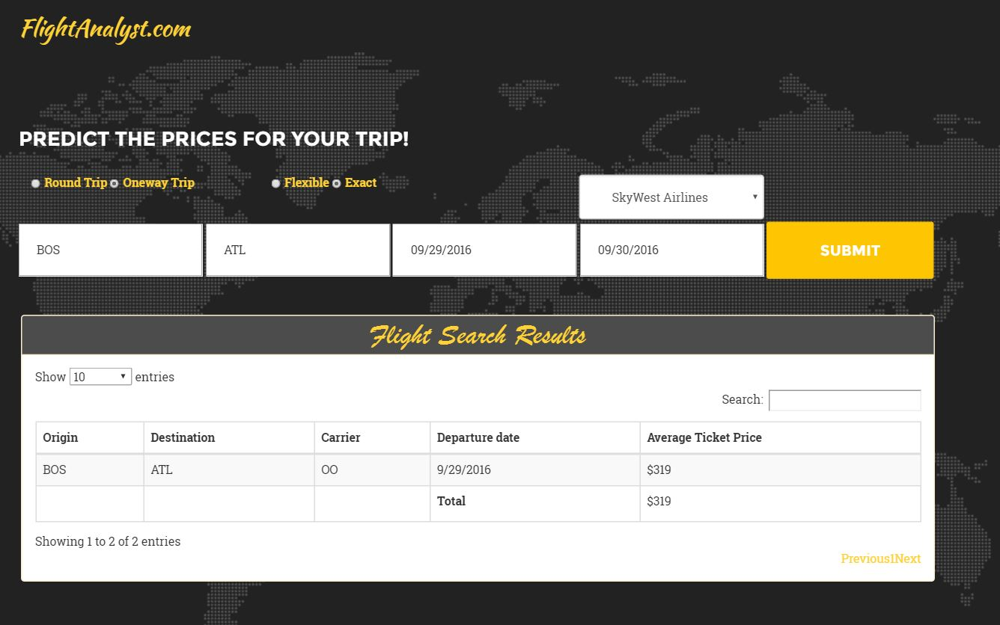 FlightAnalyst.com
PREDICT THE PRICES FOR YOUR TRIP!
Round Trip Oneway Trip Flexible Exact
SkyWest Airlines
BOS ATL 09/29/2016 09/30/2016 SUBMIT
Flight Search Results
Show 10 entries
Search:
Origin Destination Carrier Departure date Average Ticket Price
BOS ATL OO 9/29/2016 $319
Total $319
Showing 1 to 2 of 2 entries
Previous1Next